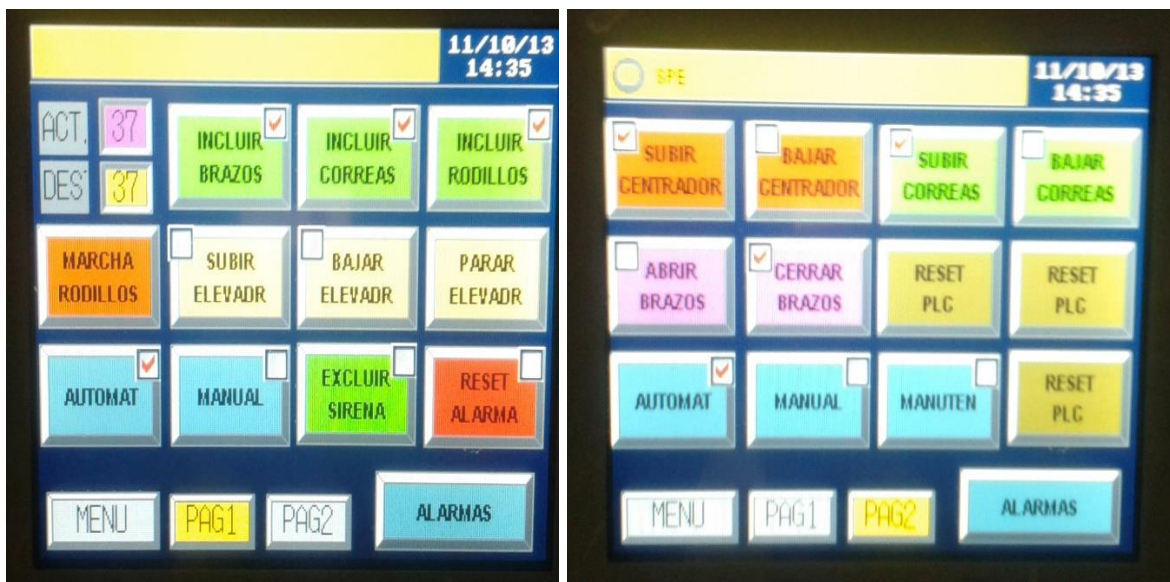 11/10/13
14:35
ACT.
37
INCLUIR
BRAZOS
INCLUIR
CORREAS
INCLUIR
RODILLOS
DES
37
MARCHA
RODILLOS
SUBIR
ELEVADR
BAJAR
ELEVADR
PARAR
ELEVADR
AUTOMAT
MANUAL
EXCLUIR
SIRENA
RESET
ALARMA
MENU
PAG1
PAG2
ALARMAS
SPE
11/10/13
14:35
SUBIR
CENTRADOR
BAJAR
CENTRADOR
SUBIR
CORREAS
BAJAR
CORREAS
ABRIR
BRAZOS
CERRAR
BRAZOS
RESET
PLC
RESET
PLC
AUTOMAT
MANUAL
MANUTEN
RESET
PLC
MENU
PAG1
PAG2
ALARMAS